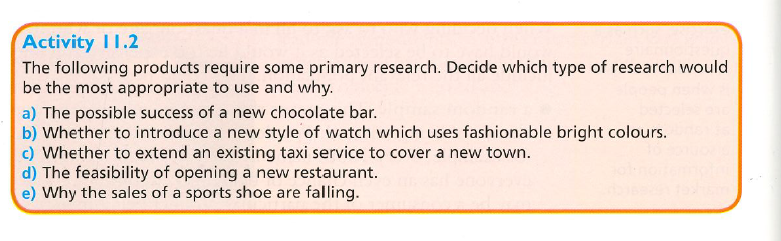 Activity 11.2
The following products require some primary research. Decide which type of research would
be the most appropriate to use and why.
a) The possible success of a new chocolate bar.
b) Whether to introduce a new style of watch which uses fashionable bright colours.
c) Whether to extend an existing taxi service to cover a new town.
d) The feasibility of opening a new restaurant.
e) Why the sales of a sports shoe are falling.